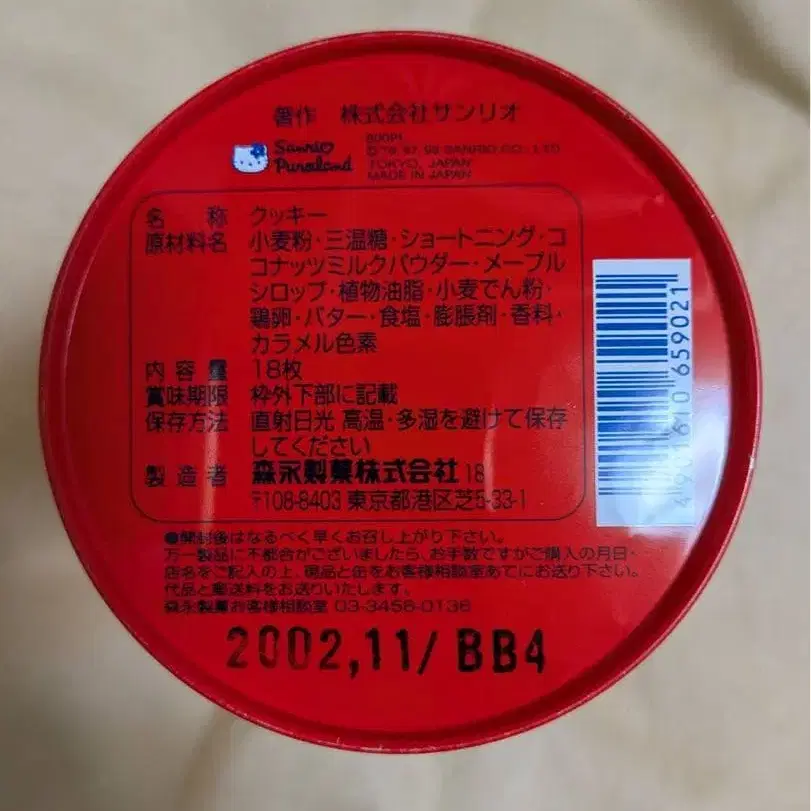 著作 株式会社サンリオ
Sanrio
Puroland
©'76 '87 '98 SANRIO CO., LTD
TOKYO, JAPAN
MADE IN JAPAN
名称 クッキー
原材料名 小麦粉・三温糖・ショートニング・コ
コナッツミルクパウダー・メープル
シロップ・植物油脂・小麦でん粉・
鶏卵・バター・食塩・膨脹剤・香料・
カラメル色素
内容量 18枚
賞味期限 枠外下部に記載
保存方法 直射日光 高温・多湿を避けて保存
してください
製造者 森永製菓株式会社 18
〒108-8403 東京都港区芝5-33-1
●開封後はなるべく早くお召し上がり下さい。
万一製品に不都合がございましたら、お手数ですがご購入の月日・
店名をご記入の上、現品と缶をお客様相談室あてにお送り下さい。
代品と郵送料をお送りいたします。
森永製菓お客様相談室 03-3456-0136
2002,11/ BB4
4 901610 659021